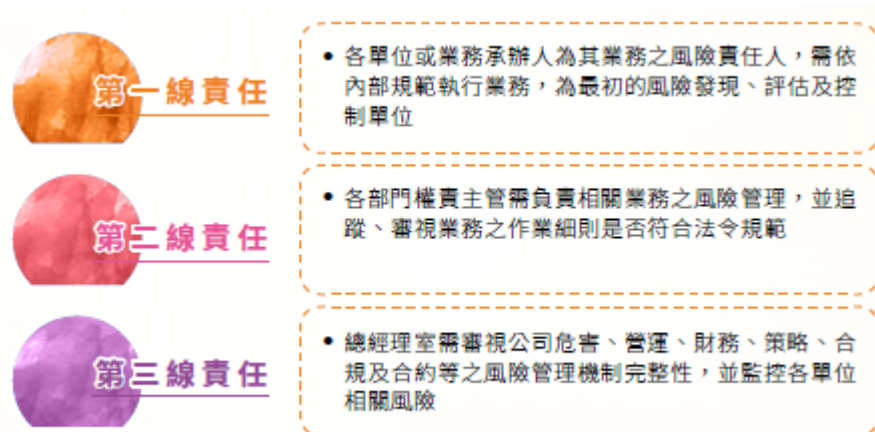 第一線責任
• 各單位或業務承辦人為其業務之風險責任人，需依
內部規範執行業務，為最初的風險發現、評估及控
制單位
第二線責任
• 各部門權責主管需負責相關業務之風險管理，並追
蹤、審視業務之作業細則是否符合法令規範
第三線責任
• 總經理室需審視公司危害、營運、財務、策略、合
規及合約等之風險管理機制完整性，並監控各單位
相關風險